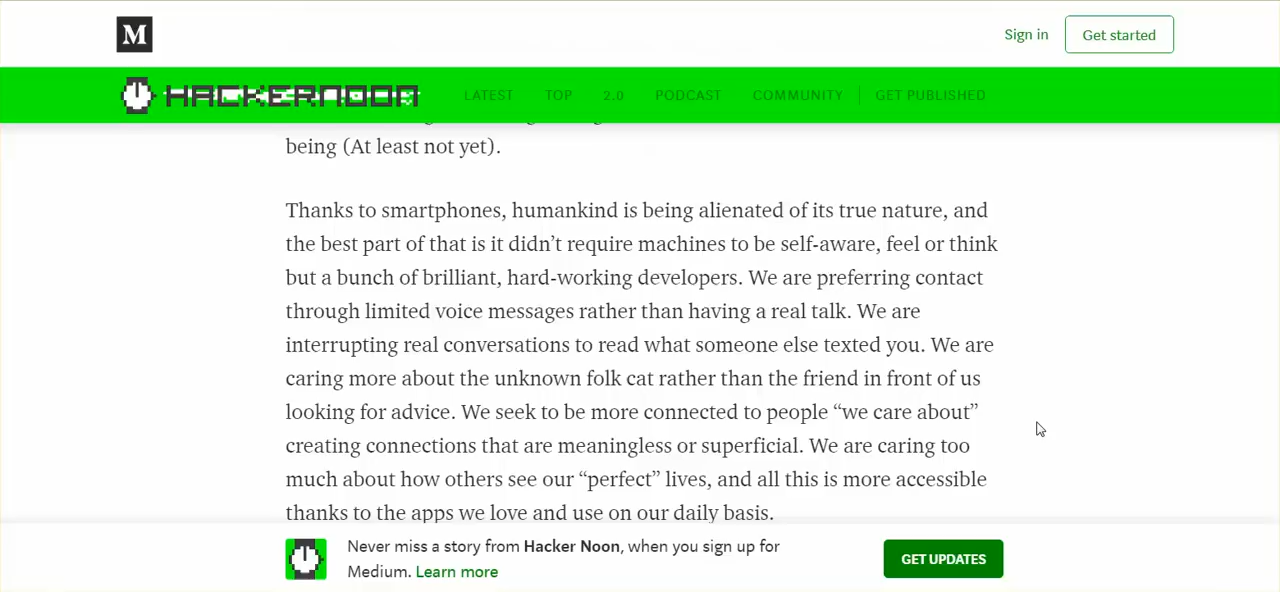 M
Sign in
Get started
HACKERNOON
LATEST
TOP
2.0
PODCAST
COMMUNITY
GET PUBLISHED
being (At least not yet).
Thanks to smartphones, humankind is being alienated of its true nature, and
the best part of that is it didn’t require machines to be self-aware, feel or think
but a bunch of brilliant, hard-working developers. We are preferring contact
through limited voice messages rather than having a real talk. We are
interrupting real conversations to read what someone else texted you. We are
caring more about the unknown folk cat rather than the friend in front of us
looking for advice. We seek to be more connected to people “we care about”
creating connections that are meaningless or superficial. We are caring too
much about how others see our “perfect” lives, and all this is more accessible
thanks to the apps we love and use on our daily basis.
Never miss a story from Hacker Noon, when you sign up for
Medium. Learn more
GET UPDATES